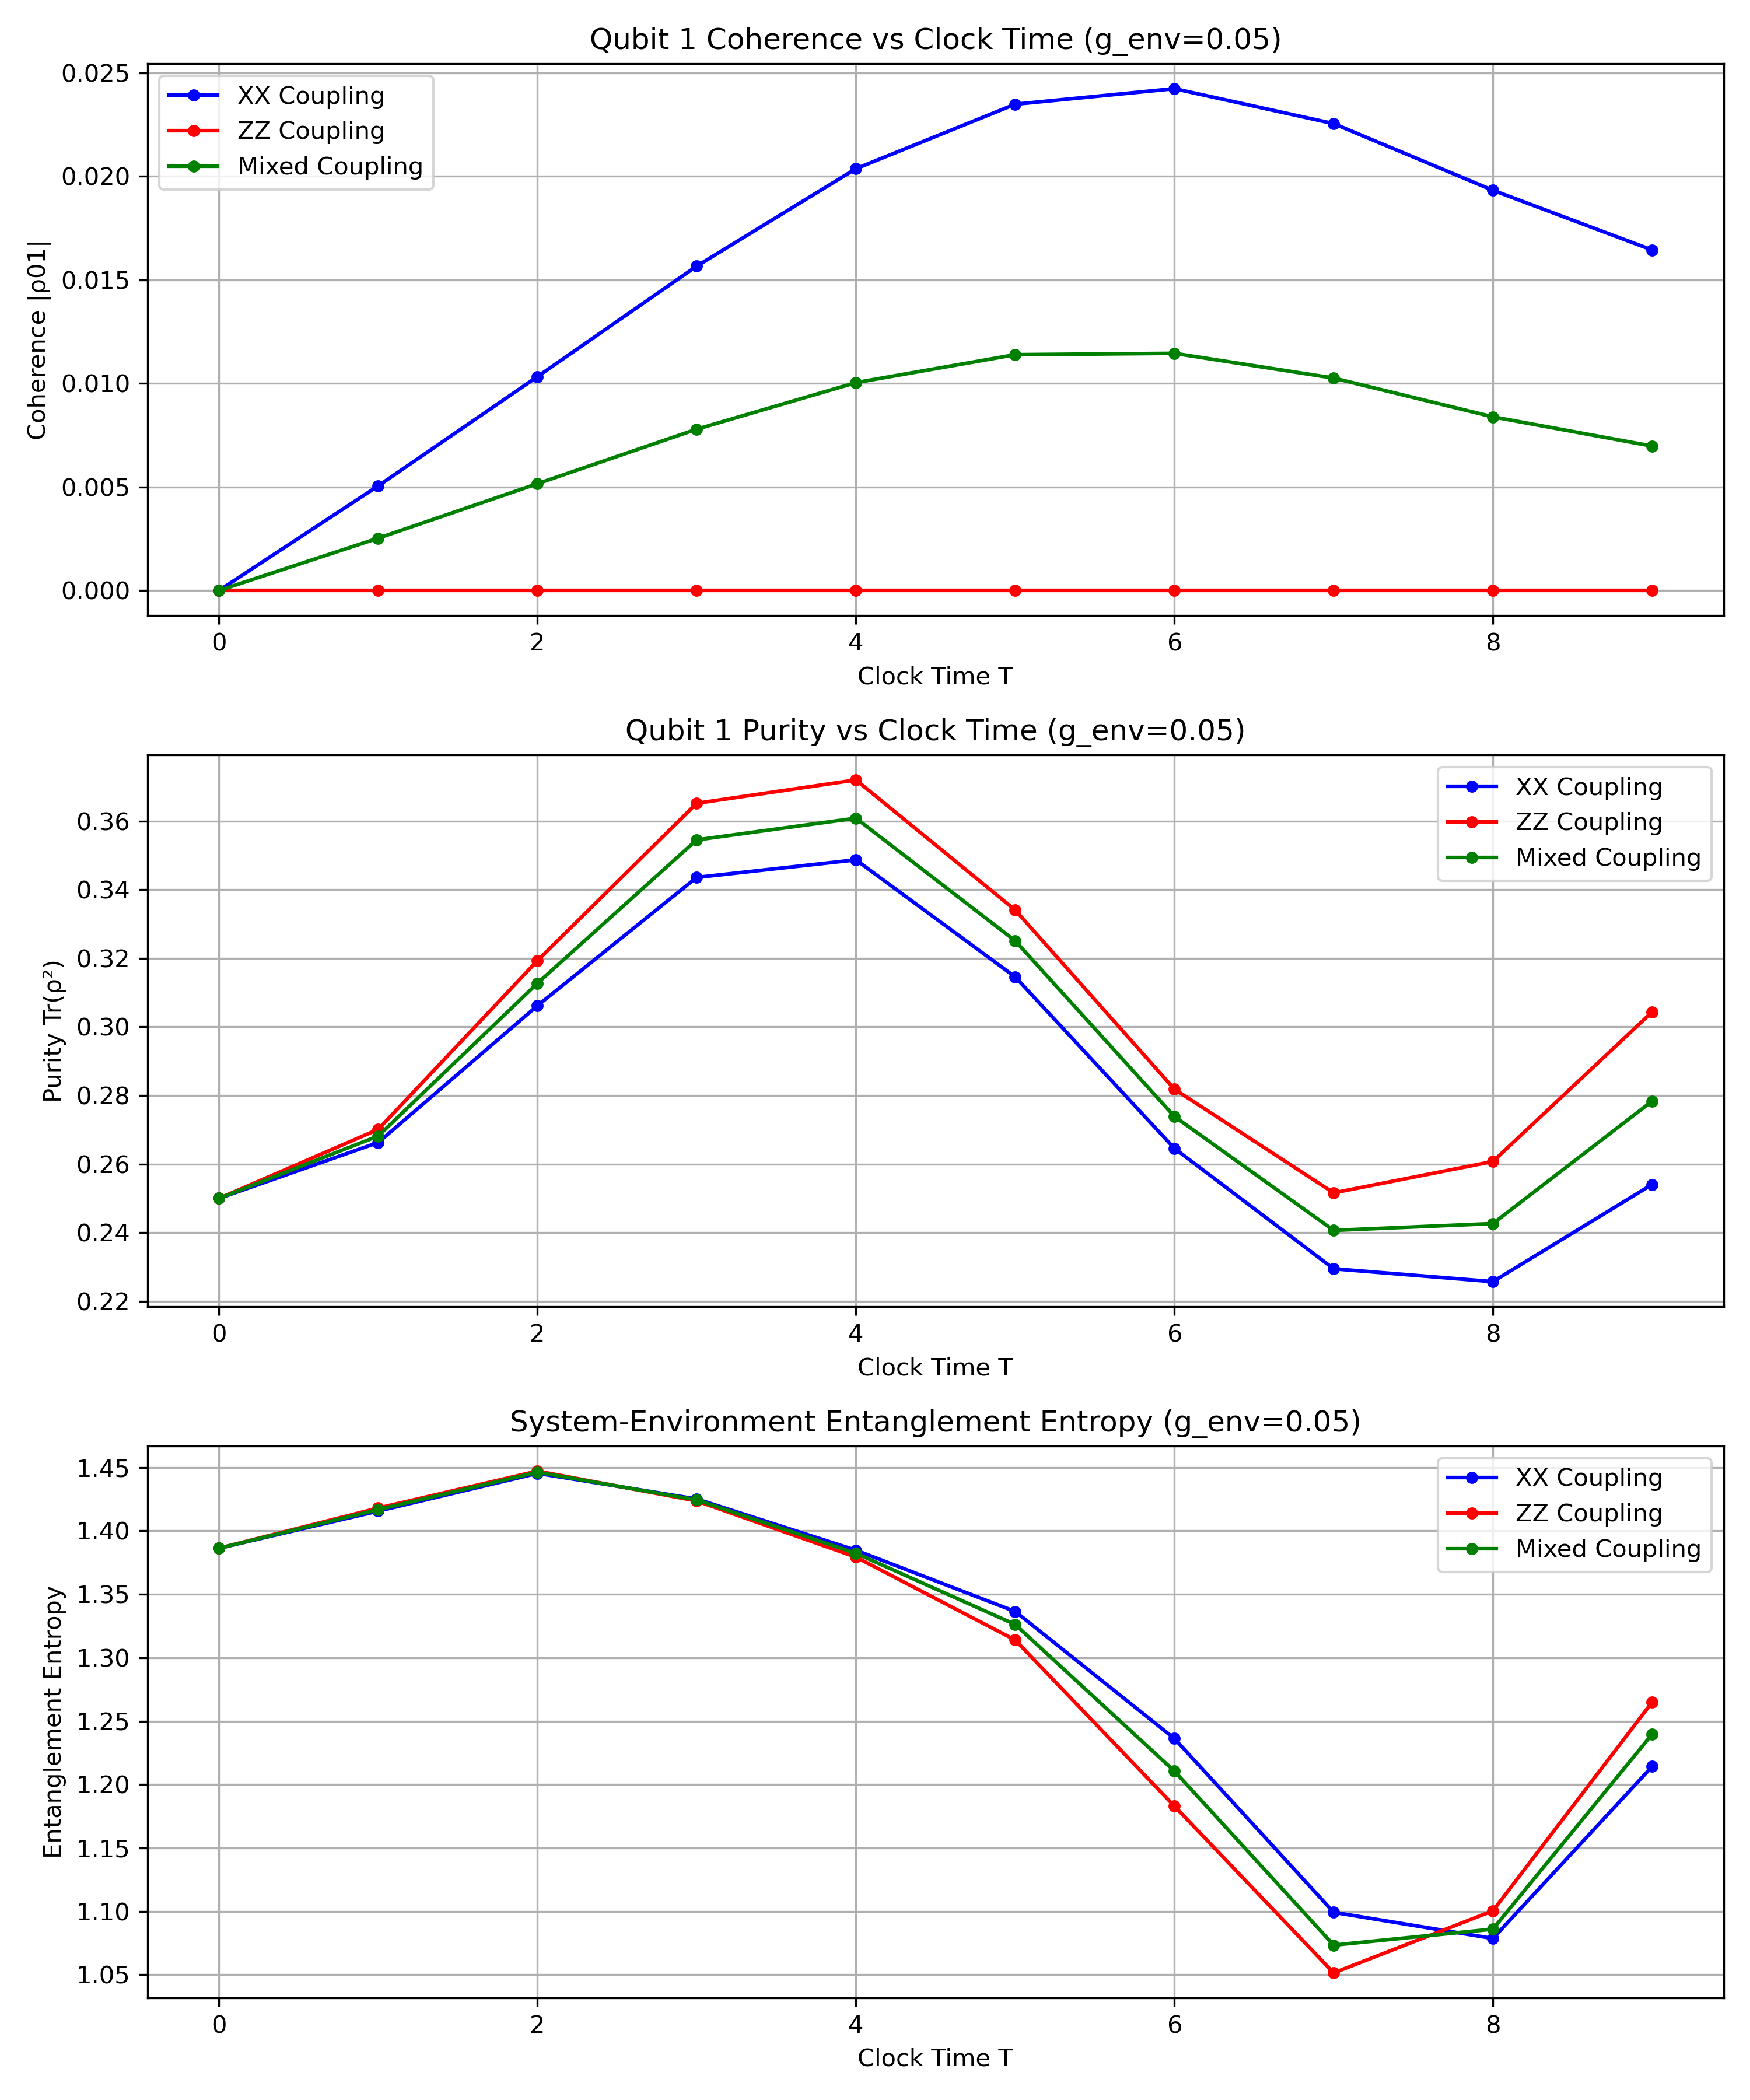 Qubit 1 Coherence vs Clock Time (g_env=0.05)
XX Coupling
ZZ Coupling
Mixed Coupling
Coherence |ρ01|
0.025
0.020
0.015
0.010
0.005
0.000
0 2 4 6 8
Clock Time T
Qubit 1 Purity vs Clock Time (g_env=0.05)
XX Coupling
ZZ Coupling
Mixed Coupling
Purity Tr(ρ²)
0.36
0.34
0.32
0.30
0.28
0.26
0.24
0.22
0 2 4 6 8
Clock Time T
System-Environment Entanglement Entropy (g_env=0.05)
XX Coupling
ZZ Coupling
Mixed Coupling
Entanglement Entropy
1.45
1.40
1.35
1.30
1.25
1.20
1.15
1.10
1.05
0 2 4 6 8
Clock Time T